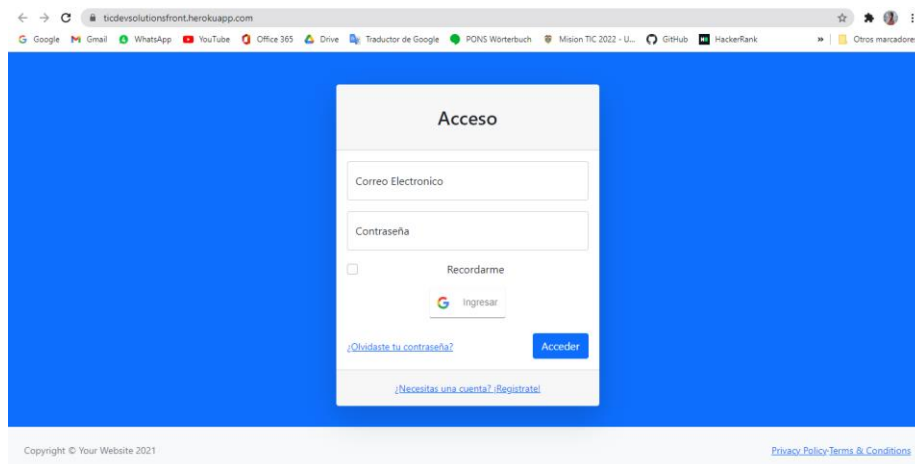 ticdevsolutionsfront.herokuapp.com
Google Gmail WhatsApp YouTube Office 365 Drive Traductor de Google PONS Wörterbuch Mision TIC 2022 - U... GitHub HackerRank » Otros marcadores
Acceso
Correo Electronico
Contraseña
Recordarme
Ingresar
¿Olvidaste tu contraseña? Acceder
¿Necesitas una cuenta? ¡Registrate!
Copyright © Your Website 2021 Privacy Policy·Terms & Conditions